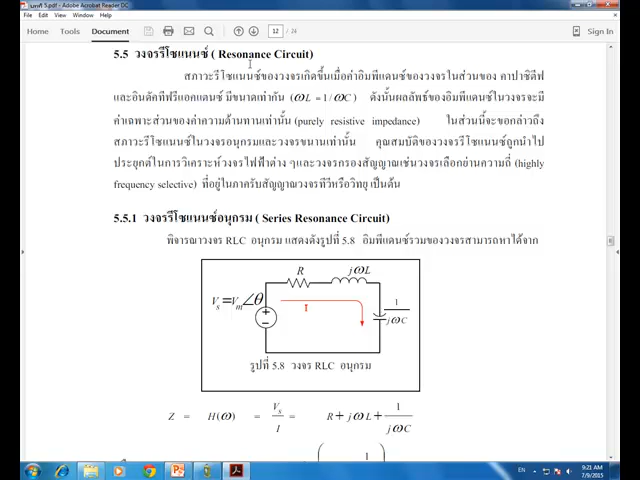 บทที่ 5.pdf - Adobe Acrobat Reader DC
File Edit View Window Help
Home Tools Document 12 / 24 Sign In
5.5 วงจรรีโซแนนซ์ ( Resonance Circuit)
สภาวะรีโซแนนซ์ของวงจรเกิดขึ้นเมื่อค่าอิมพีแดนซ์ของวงจรในส่วนของ คาปาซิตีฟ
และอินดัคทีฟรีแอคแตนซ์ มีขนาดเท่ากัน (ωL = 1/ωC) ดังนั้นผลลัพธ์ของอิมพีแดนซ์ในวงจรจะมี
ค่าเฉพาะส่วนของค่าความต้านทานเท่านั้น (purely resistive impedance) ในส่วนนี้จะขอกล่าวถึง
สภาวะรีโซแนนซ์ในวงจรอนุกรมและวงจรขนานเท่านั้น คุณสมบัติของวงจรรีโซแนนซ์ถูกนำไป
ประยุกต์ในการวิเคราะห์วงจรไฟฟ้าต่าง ๆและวงจรกรองสัญญาณเช่นวงจรเลือกย่านความถี่ (highly
frequency selective) ที่อยู่ในภาครับสัญญาณวงจรทีวีหรือวิทยุ เป็นต้น
5.5.1 วงจรรีโซแนนซ์อนุกรม ( Series Resonance Circuit)
พิจารณาวงจร RLC อนุกรม แสดงดังรูปที่ 5.8 อิมพีแดนซ์รวมของวงจรสามารถหาได้จาก
R jωL
Vs = Vm∠θ I 1/jωC
รูปที่ 5.8 วงจร RLC อนุกรม
Z = H(ω) = Vs/I = R + jωL + 1/jωC
1
EN 9:21 AM
7/9/2015